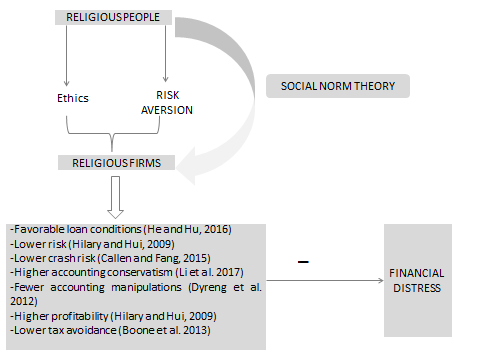 RELIGIOUS PEOPLE
Ethics
RISK
AVERSION
SOCIAL NORM THEORY
RELIGIOUS FIRMS
-Favorable loan conditions (He and Hu, 2016)
-Lower risk (Hilary and Hui, 2009)
-Lower crash risk (Callen and Fang, 2015)
-Higher accounting conservatism (Li et al. 2017)
-Fewer accounting manipulations (Dyreng et al.
2012)
-Higher profitability (Hilary and Hui, 2009)
-Lower tax avoidance (Boone et al. 2013)
–
FINANCIAL
DISTRESS